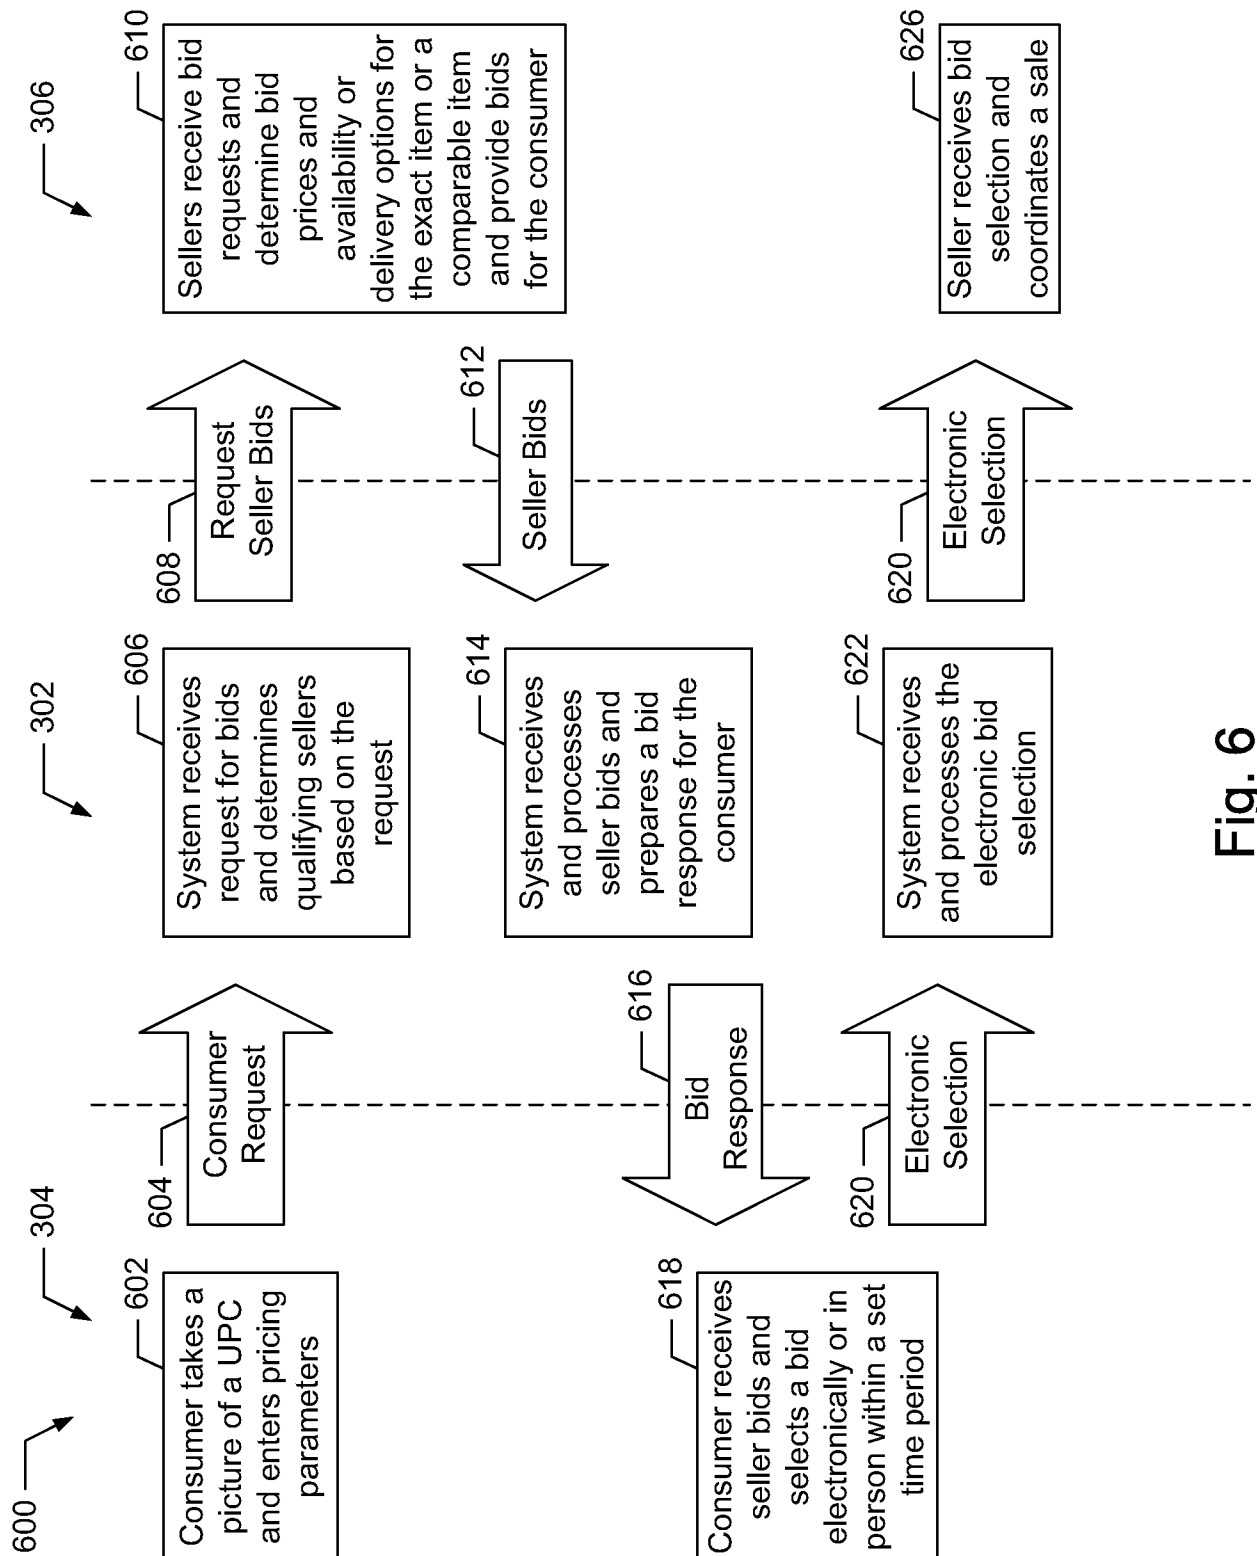 600
304
302
306
602
Consumer takes a
picture of a UPC
and enters pricing
parameters
604
Consumer
Request
606
System receives
request for bids
and determines
qualifying sellers
based on the
request
608
Request
Seller Bids
610
Sellers receive bid
requests and
determine bid
prices and
availability or
delivery options for
the exact item or a
comparable item
and provide bids
for the consumer
612
Seller Bids
614
System receives
and processes
seller bids and
prepares a bid
response for the
consumer
616
Bid
Response
618
Consumer receives
seller bids and
selects a bid
electronically or in
person within a set
time period
620
Electronic
Selection
622
System receives
and processes the
electronic bid
selection
620
Electronic
Selection
626
Seller receives bid
selection and
coordinates a sale
Fig. 6